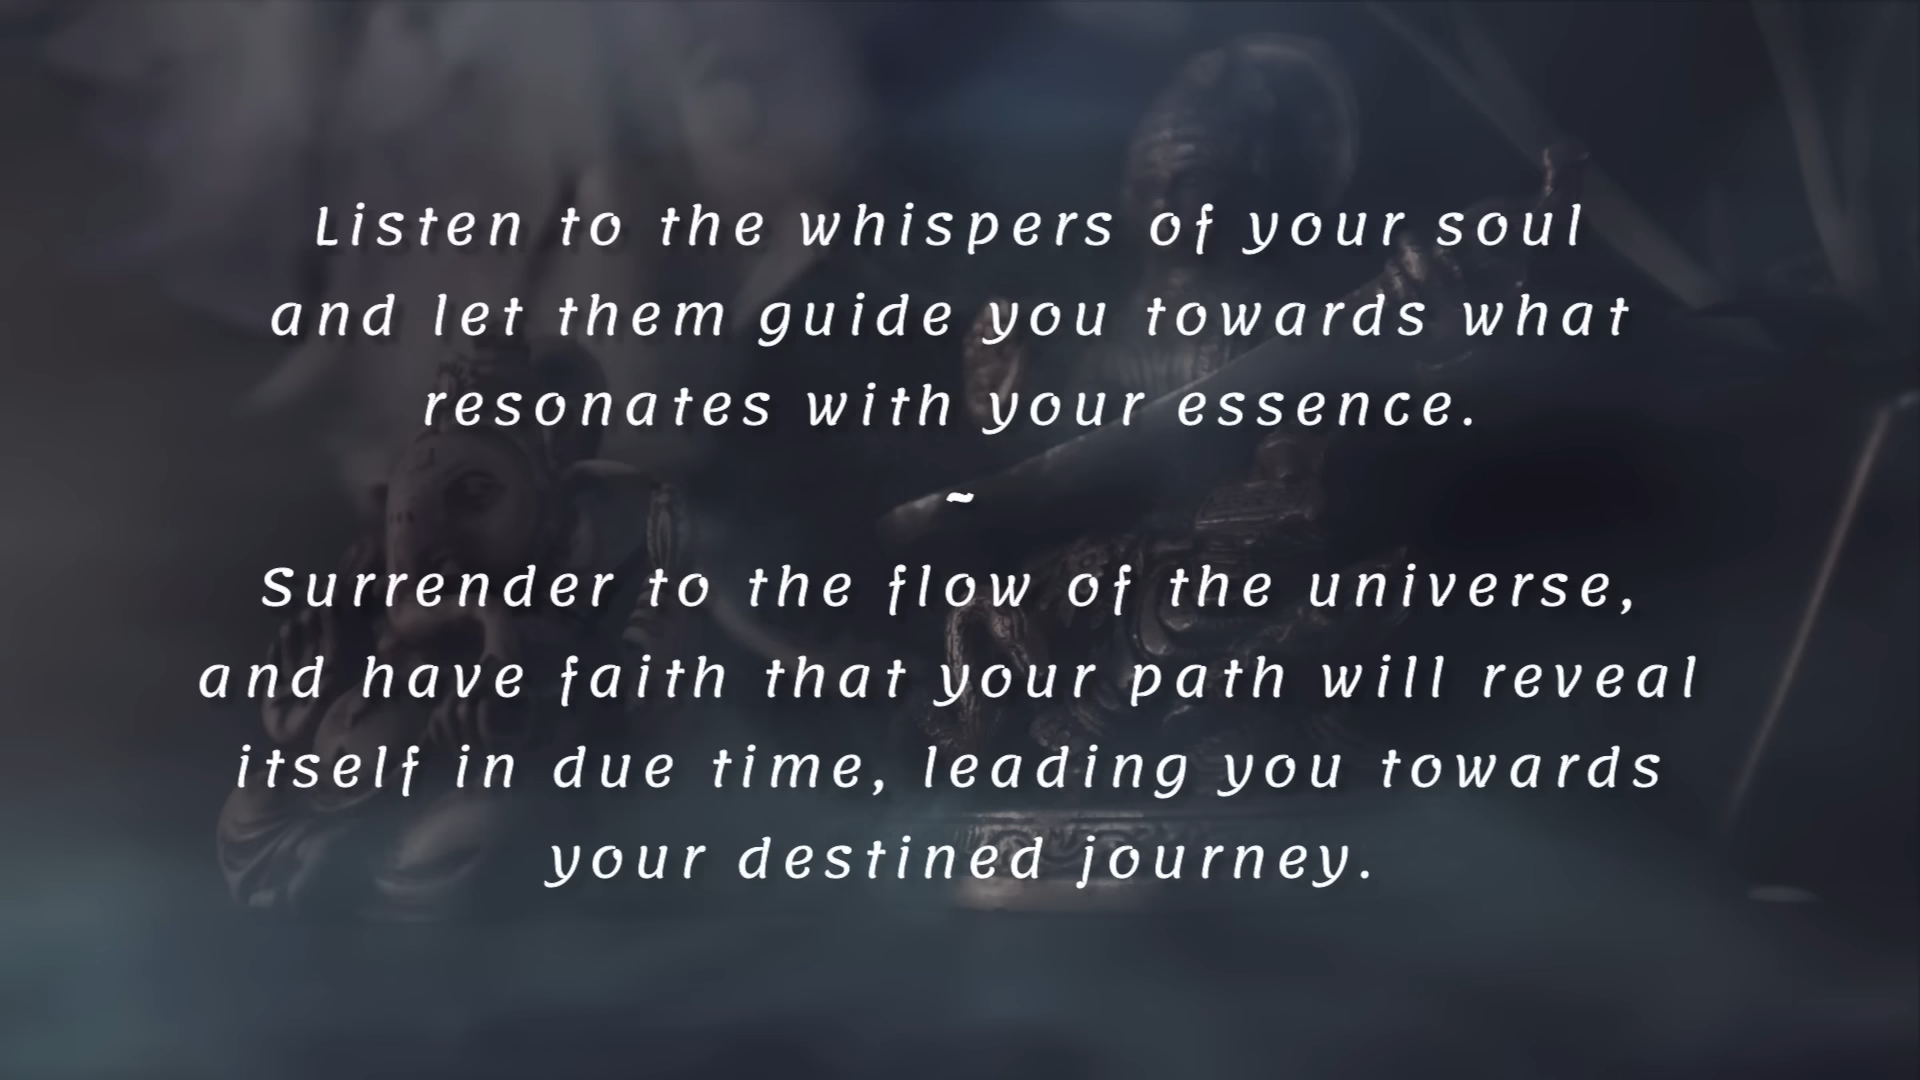 Listen to the whispers of your soul
and let them guide you towards what
resonates with your essence.
~
Surrender to the flow of the universe,
and have faith that your path will reveal
itself in due time, leading you towards
your destined journey.